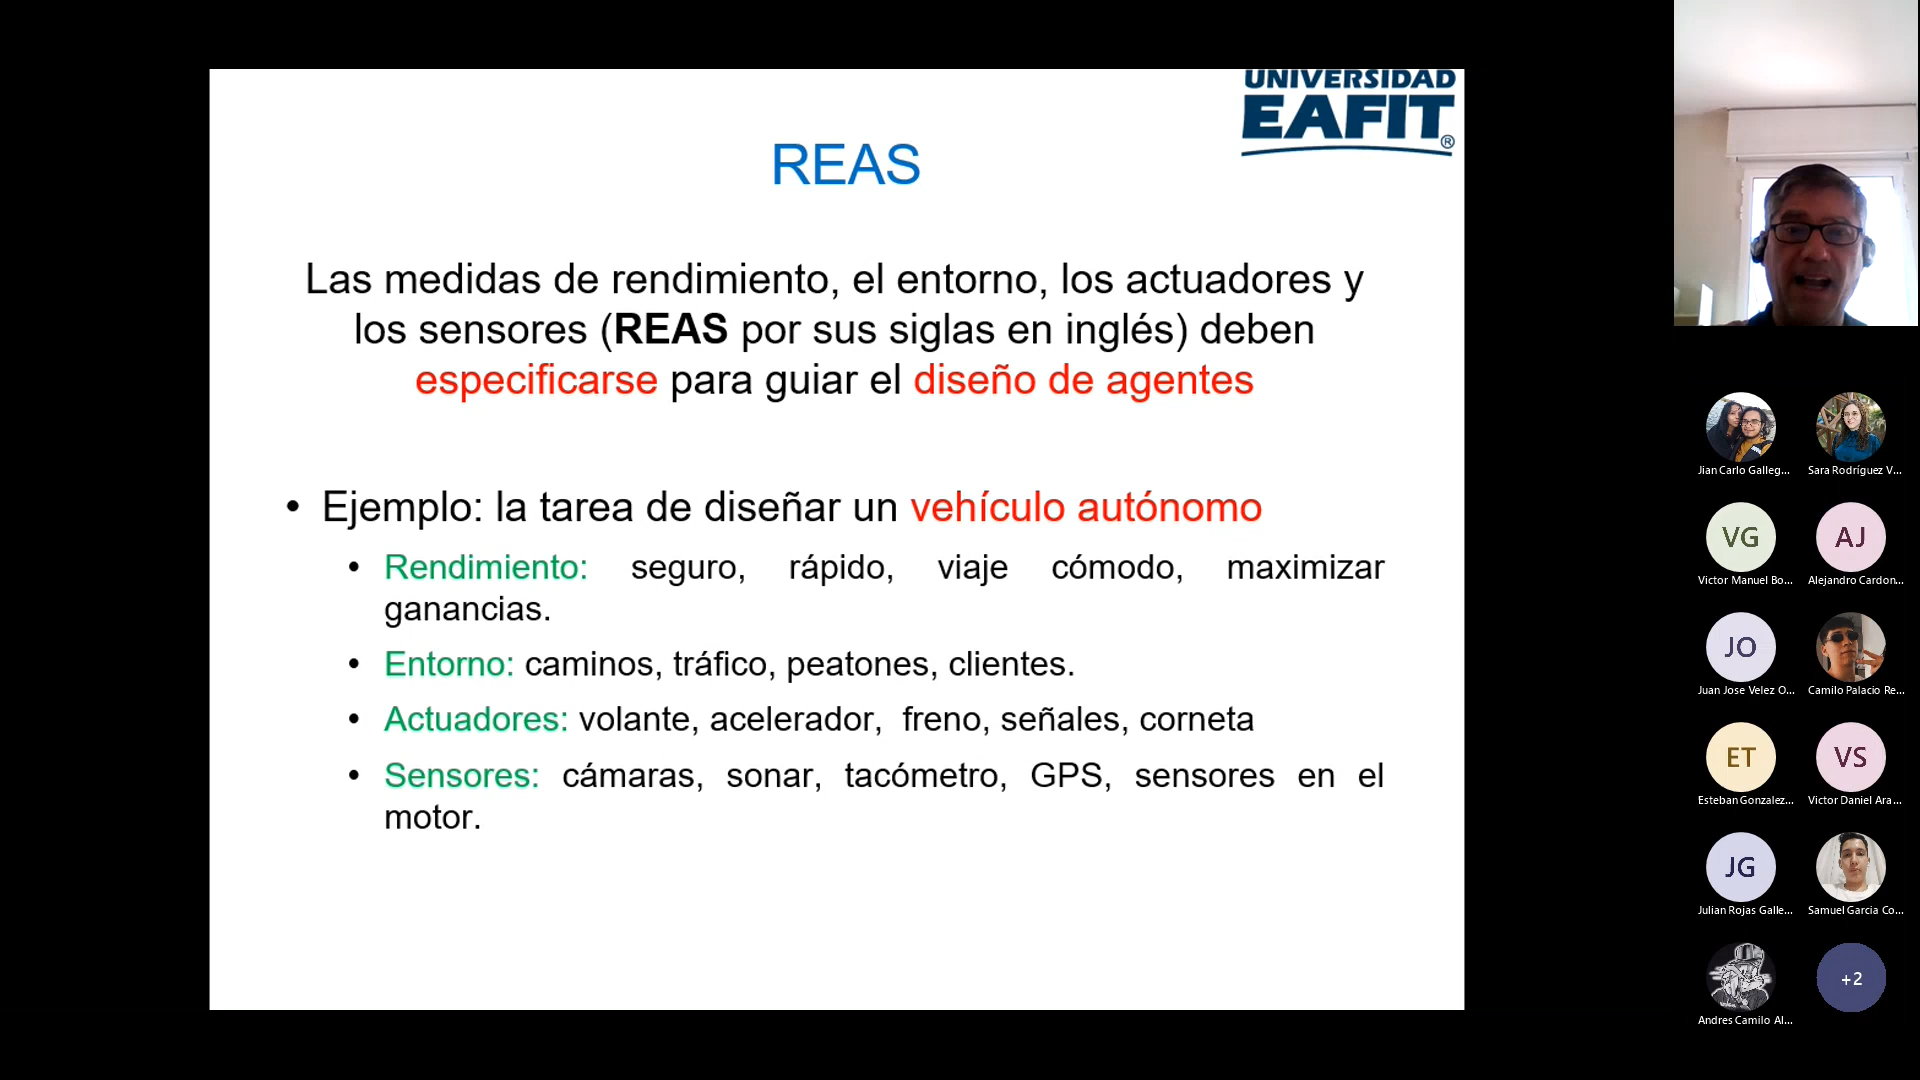 UNIVERSIDAD
EAFIT®
REAS
Las medidas de rendimiento, el entorno, los actuadores y
los sensores (REAS por sus siglas en inglés) deben
especificarse para guiar el diseño de agentes
• Ejemplo: la tarea de diseñar un vehículo autónomo
• Rendimiento: seguro, rápido, viaje cómodo, maximizar
ganancias.
• Entorno: caminos, tráfico, peatones, clientes.
• Actuadores: volante, acelerador, freno, señales, corneta
• Sensores: cámaras, sonar, tacómetro, GPS, sensores en el
motor.
Jian Carlo Galleg...
Sara Rodríguez V...
VG
AJ
Victor Manuel Bo...
Alejandro Cardon...
JO
Juan Jose Velez O...
Camilo Palacio Re...
ET
VS
Esteban Gonzalez...
Victor Daniel Ara...
JG
Julian Rojas Galle...
Samuel Garcia Co...
+2
Andres Camilo Al...